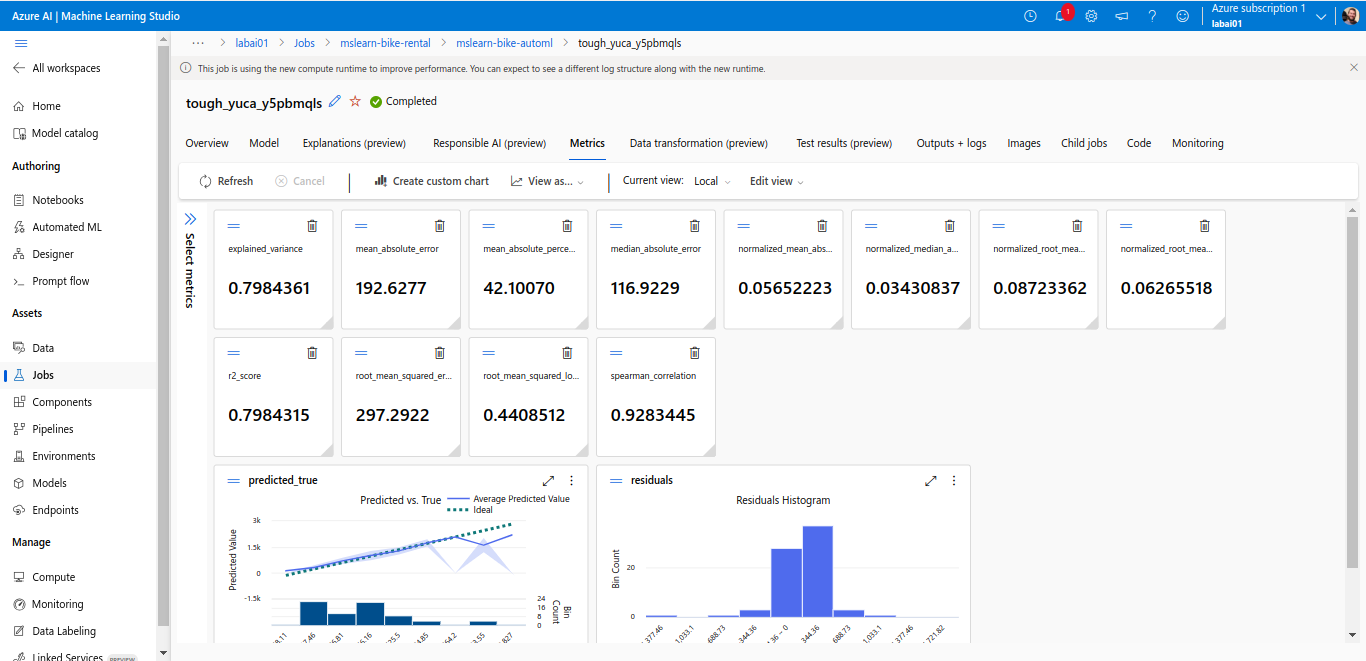 Azure AI | Machine Learning Studio
1
Azure subscription 1
labai01
··· > labai01 > Jobs > mslearn-bike-rental > mslearn-bike-automl > tough_yuca_y5pbmqls
This job is using the new compute runtime to improve performance. You can expect to see a different log structure along with the new runtime.
All workspaces
Home
Model catalog
Authoring
Notebooks
Automated ML
Designer
Prompt flow
Assets
Data
Jobs
Components
Pipelines
Environments
Models
Endpoints
Manage
Compute
Monitoring
Data Labeling
Linked Services PREVIEW
tough_yuca_y5pbmqls Completed
Overview Model Explanations (preview) Responsible AI (preview) Metrics Data transformation (preview) Test results (preview) Outputs + logs Images Child jobs Code Monitoring
Refresh Cancel Create custom chart View as... Current view: Local Edit view
Select metrics
explained_variance
0.7984361
mean_absolute_error
192.6277
mean_absolute_perce...
42.10070
median_absolute_error
116.9229
normalized_mean_abs...
0.05652223
normalized_median_a...
0.03430837
normalized_root_mea...
0.08723362
normalized_root_mea...
0.06265518
r2_score
0.7984315
root_mean_squared_er...
297.2922
root_mean_squared_lo...
0.4408512
spearman_correlation
0.9283445
predicted_true
Predicted vs. True
Average Predicted Value
Ideal
Predicted Value
3k
1.5k
0
-1.5k
24
16
8
0
Bin
Count
residuals
Residuals Histogram
Bin Count
20
0
377.46
1,033.1
688.73
344.36
344.36
688.73
1,033.1
377.46
721.82